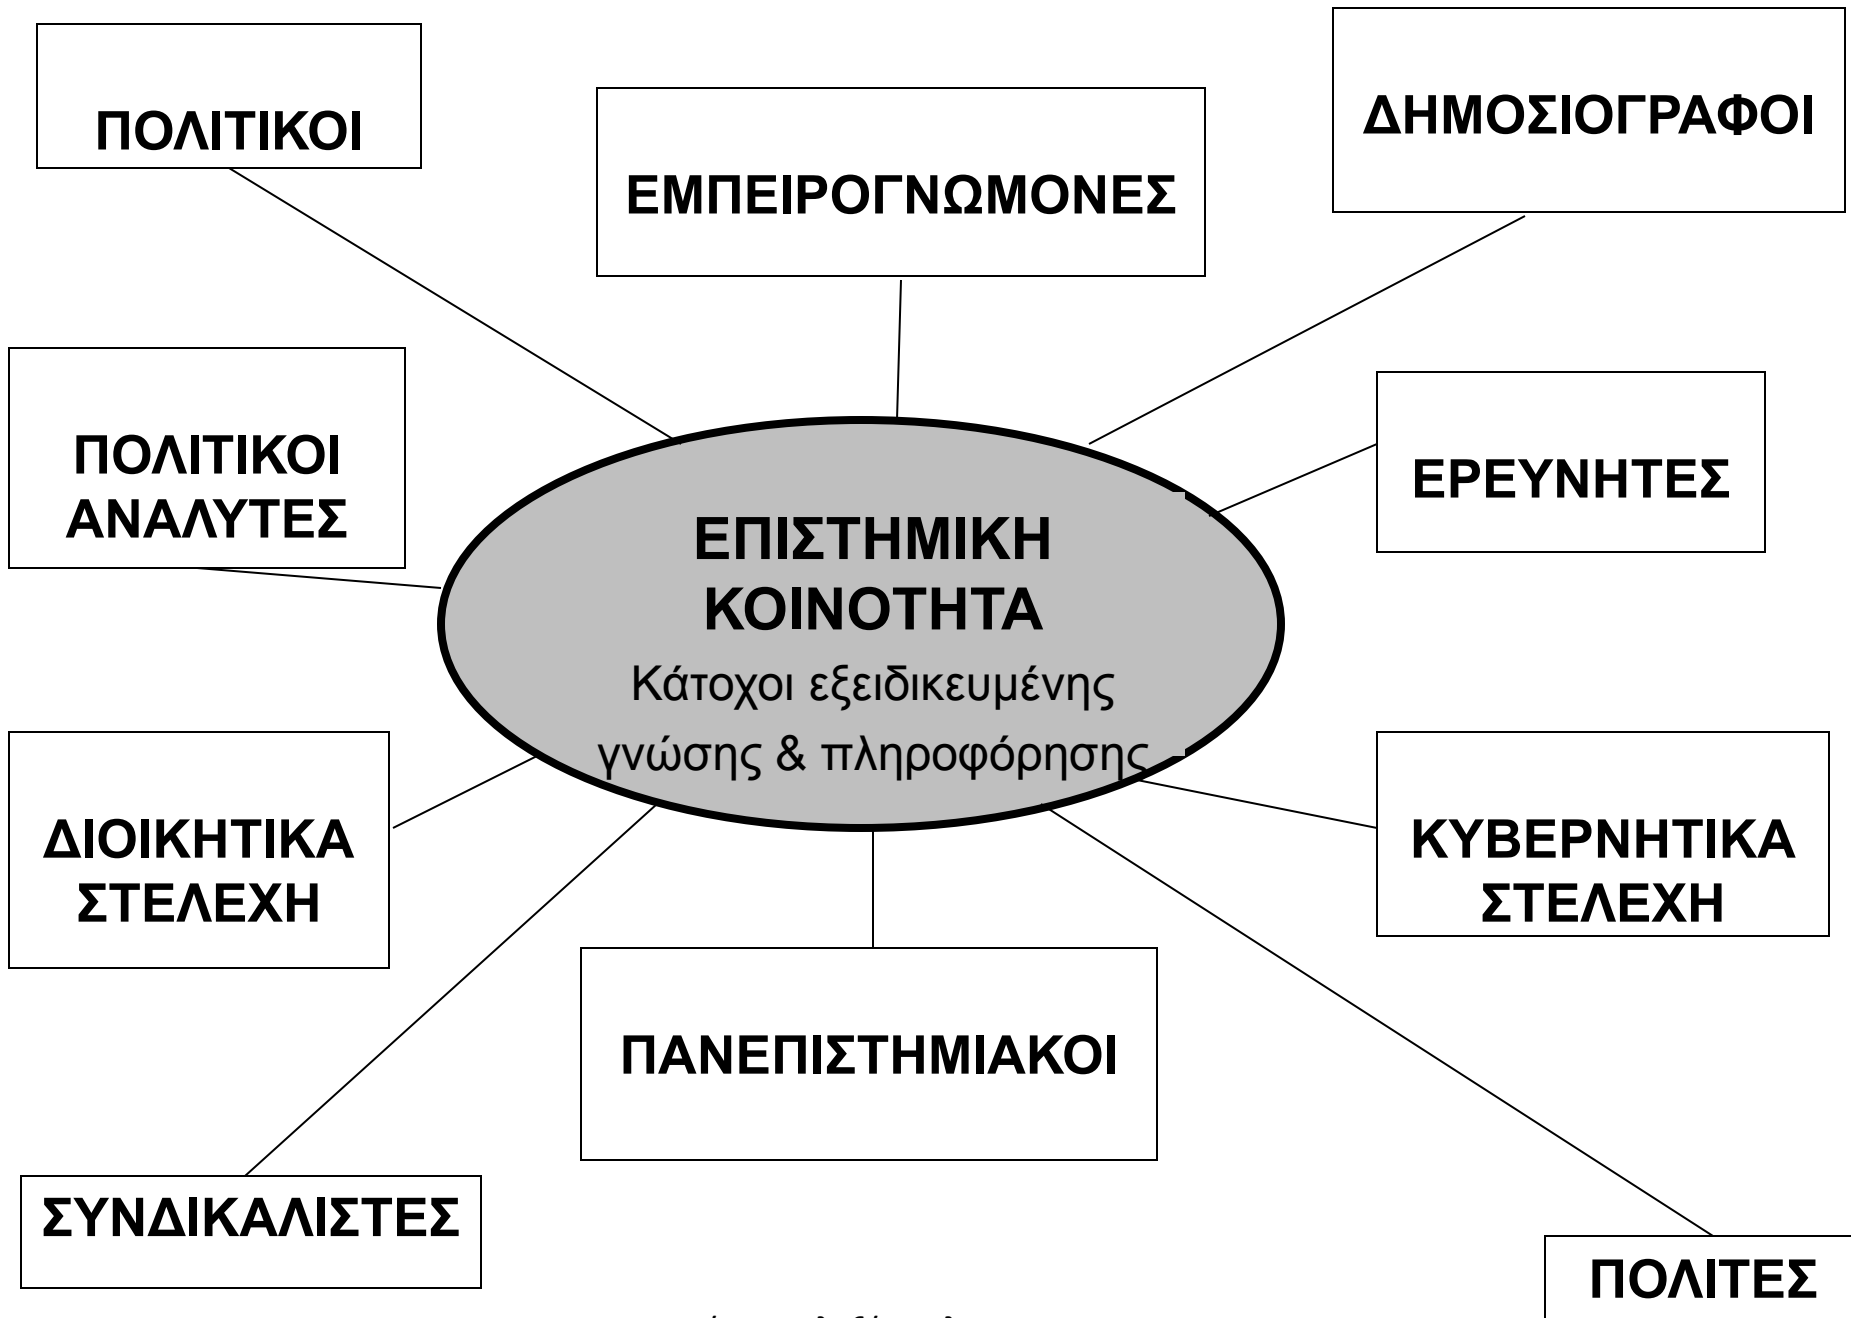 ΠΟΛΙΤΙΚΟΙ
ΕΜΠΕΙΡΟΓΝΩΜΟΝΕΣ
ΔΗΜΟΣΙΟΓΡΑΦΟΙ
ΠΟΛΙΤΙΚΟΙ
ΑΝΑΛΥΤΕΣ
ΕΡΕΥΝΗΤΕΣ
ΕΠΙΣΤΗΜΙΚΗ
ΚΟΙΝΟΤΗΤΑ
Κάτοχοι εξειδικευμένης
γνώσης & πληροφόρησης
ΔΙΟΙΚΗΤΙΚΑ
ΣΤΕΛΕΧΗ
ΚΥΒΕΡΝΗΤΙΚΑ
ΣΤΕΛΕΧΗ
ΠΑΝΕΠΙΣΤΗΜΙΑΚΟΙ
ΣΥΝΔΙΚΑΛΙΣΤΕΣ
ΠΟΛΙΤΕΣ